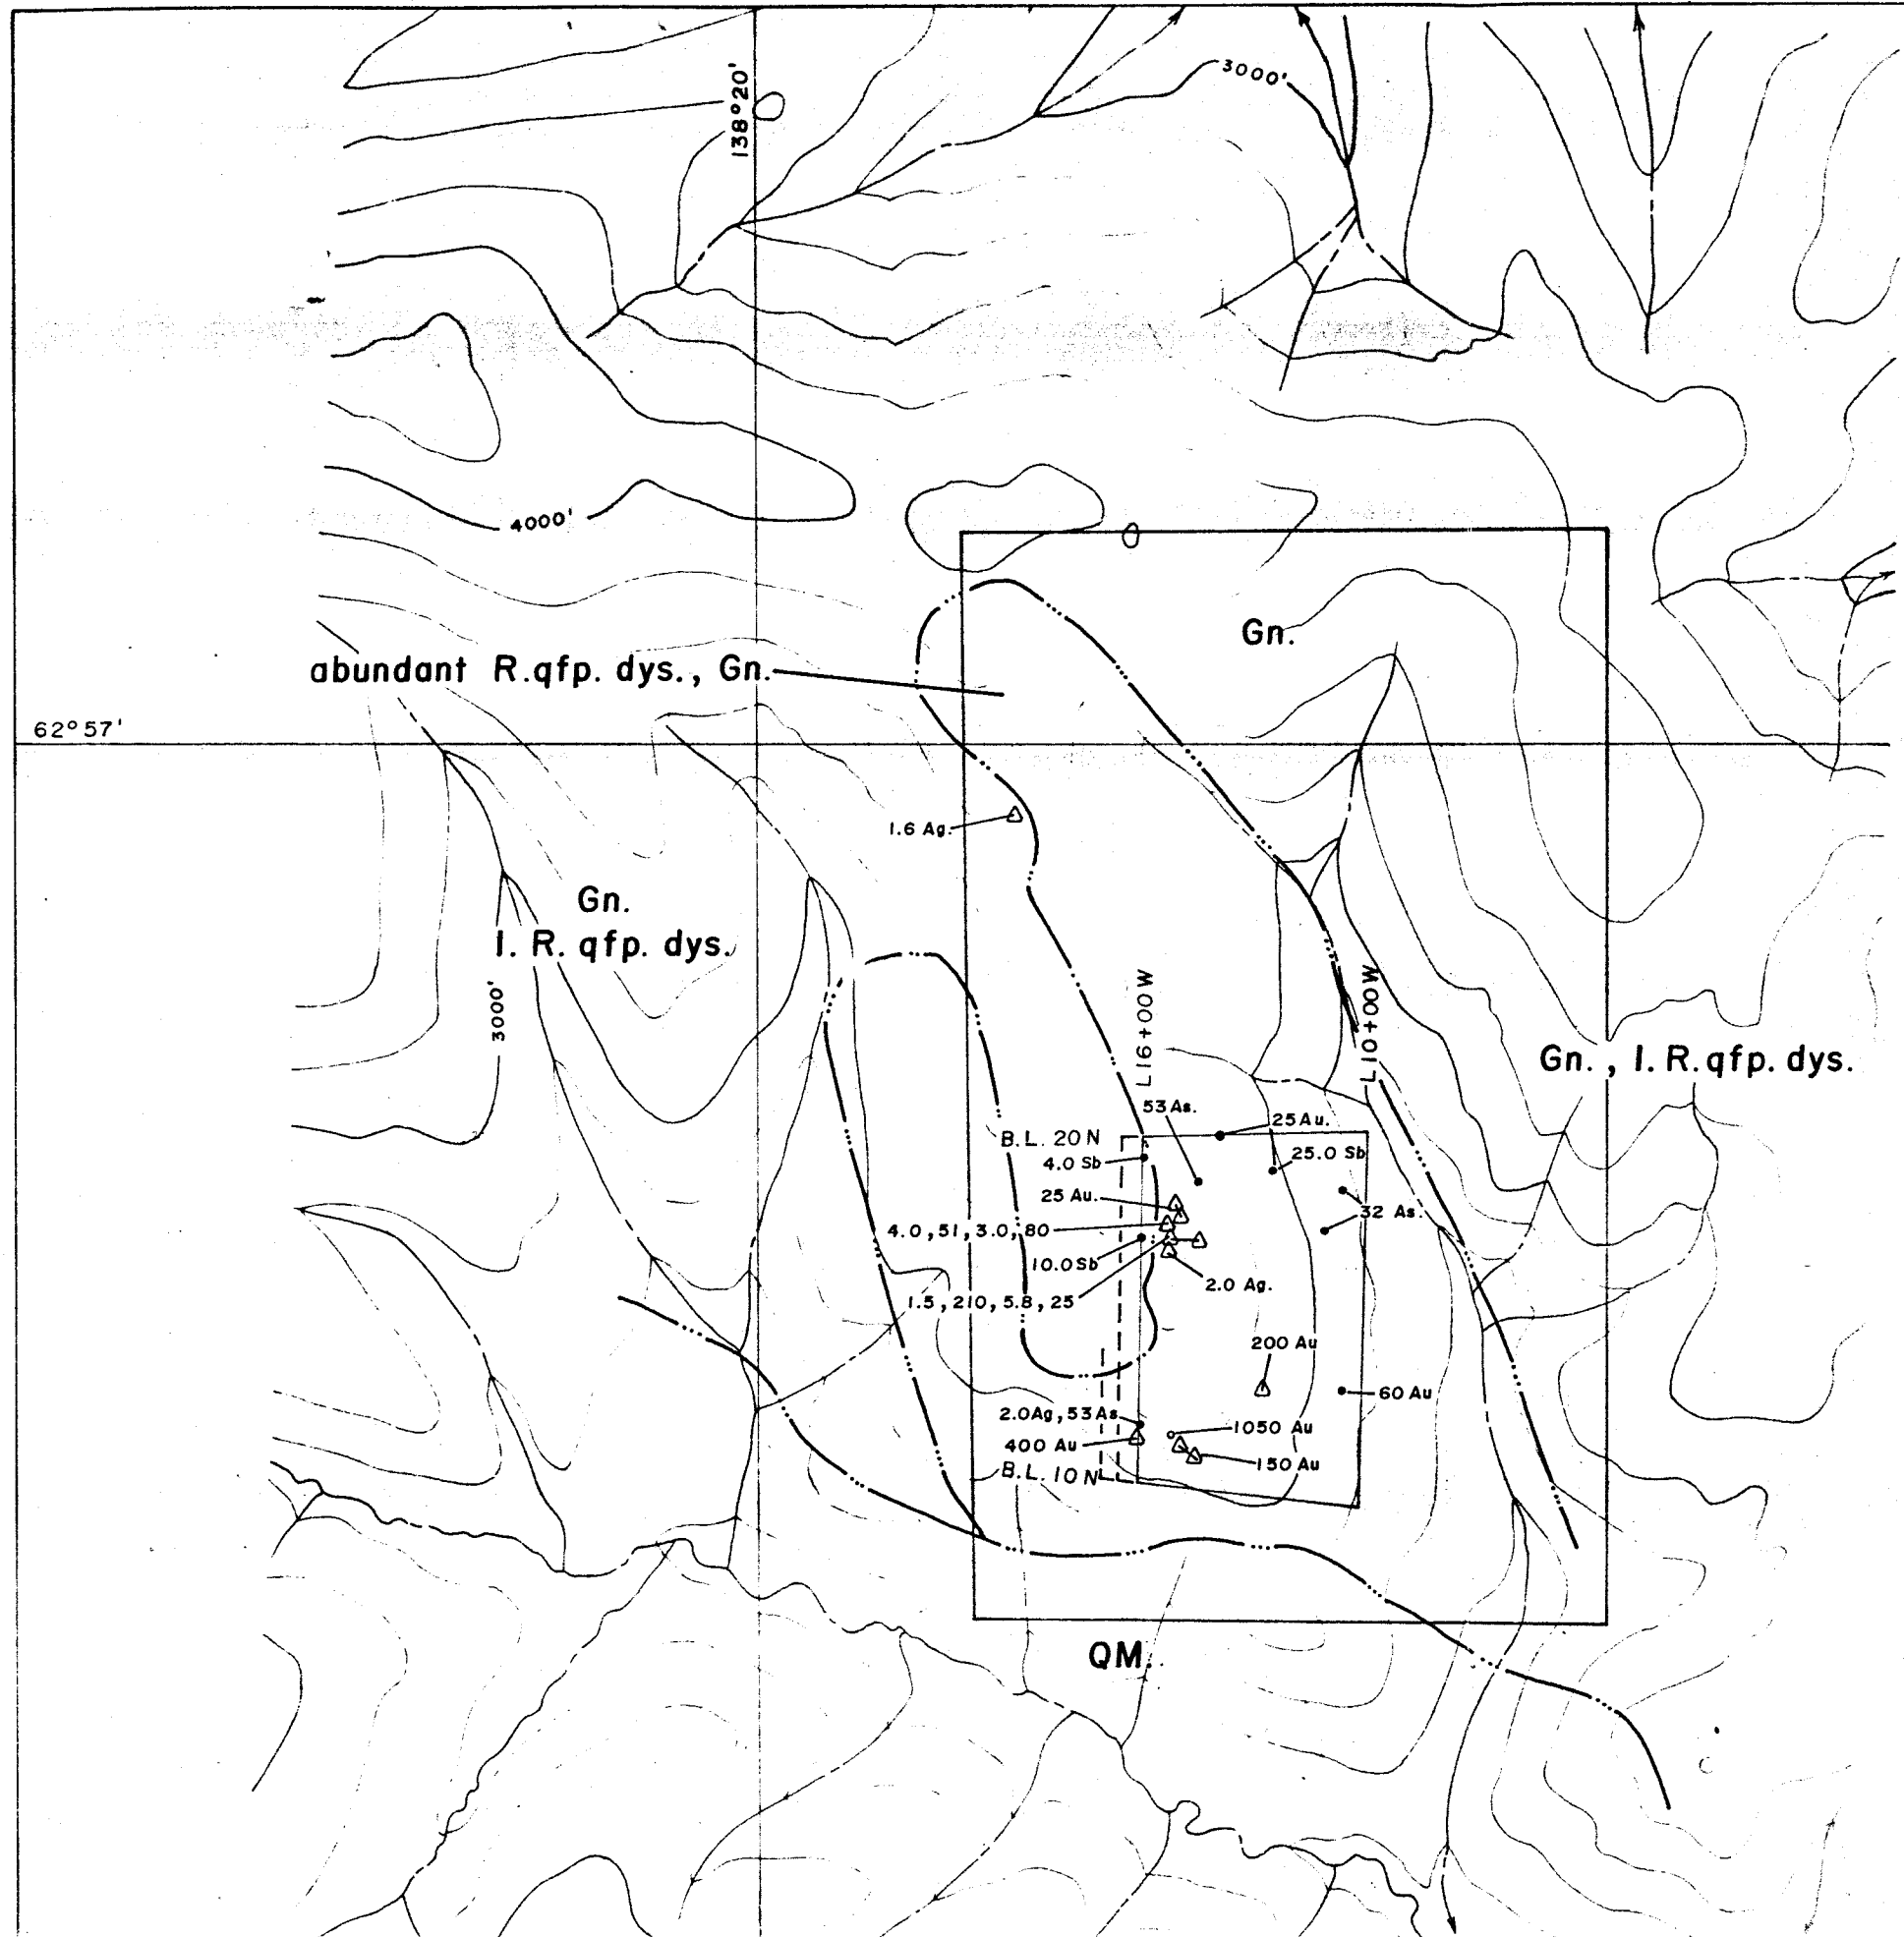 3000'
138°20'
4000'
Gn.
abundant R.qfp. dys., Gn.
62°57'
1.6 Ag.
Gn.
I. R. qfp. dys.
3000'
L16+00W
L10+00W
Gn., I. R. qfp. dys.
53 As.
25 Au.
B.L. 20 N
4.0 Sb
25.0 Sb
25 Au.
32 As.
4.0, 51, 3.0, 80
10.0 Sb
2.0 Ag.
1.5, 210, 5.8, 25
200 Au
60 Au
2.0 Ag, 53 As
1050 Au
400 Au
150 Au
B.L. 10 N
QM.